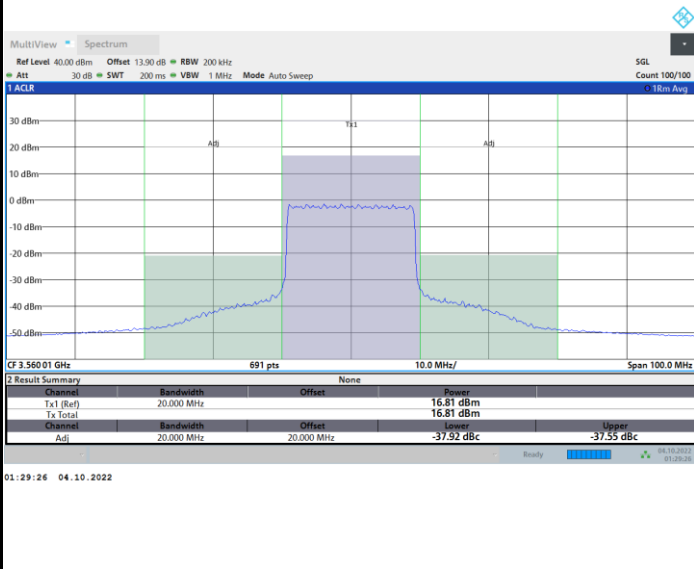 MultiView Spectrum
Ref Level 40.00 dBm Offset 13.90 dB RBW 200 kHz SGL
Att 30 dB SWT 200 ms VBW 1 MHz Mode Auto Sweep Count 100/100
1 ACLR 1Rm Avg
Tx1
30 dBm
Adj Adj
20 dBm
10 dBm
0 dBm
-10 dBm
-20 dBm
-30 dBm
-40 dBm
-50 dBm
CF 3.56001 GHz 691 pts 10.0 MHz/ Span 100.0 MHz
2 Result Summary None
Channel Bandwidth Offset Power
Tx1 (Ref) 20.000 MHz 16.81 dBm
Tx Total 16.81 dBm
Channel Bandwidth Offset Lower Upper
Adj 20.000 MHz 20.000 MHz -37.92 dBc -37.55 dBc
Ready 04.10.2022
01:29:26
01:29:26 04.10.2022